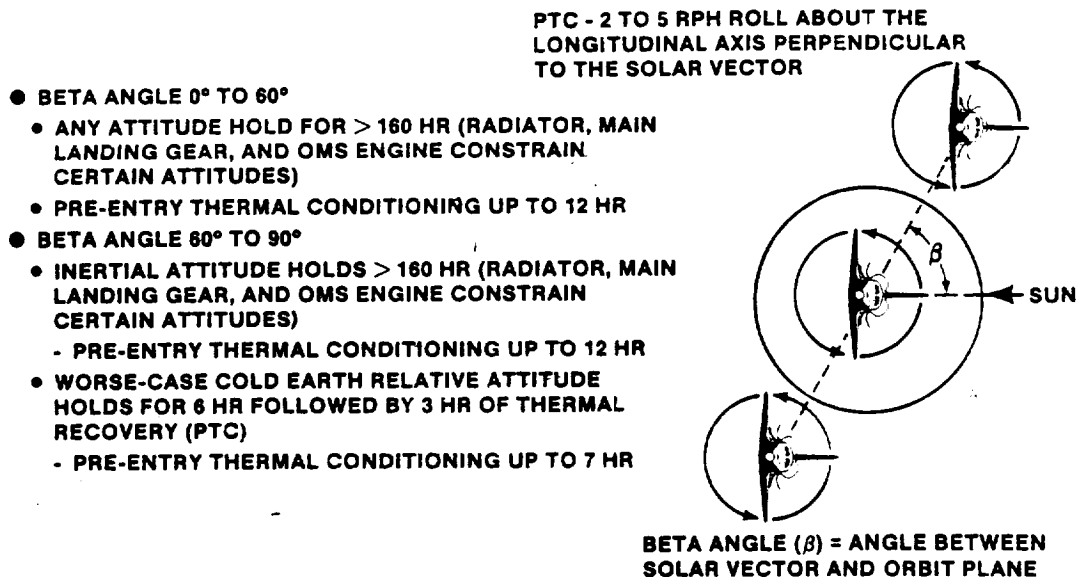 PTC - 2 TO 5 RPH ROLL ABOUT THE
LONGITUDINAL AXIS PERPENDICULAR
TO THE SOLAR VECTOR
● BETA ANGLE 0° TO 60°
● ANY ATTITUDE HOLD FOR > 160 HR (RADIATOR, MAIN
LANDING GEAR, AND OMS ENGINE CONSTRAIN
CERTAIN ATTITUDES)
● PRE-ENTRY THERMAL CONDITIONING UP TO 12 HR
● BETA ANGLE 60° TO 90°
● INERTIAL ATTITUDE HOLDS > 160 HR (RADIATOR, MAIN
LANDING GEAR, AND OMS ENGINE CONSTRAIN
CERTAIN ATTITUDES)
- PRE-ENTRY THERMAL CONDITIONING UP TO 12 HR
● WORSE-CASE COLD EARTH RELATIVE ATTITUDE
HOLDS FOR 6 HR FOLLOWED BY 3 HR OF THERMAL
RECOVERY (PTC)
- PRE-ENTRY THERMAL CONDITIONING UP TO 7 HR
β
SUN
BETA ANGLE (β) = ANGLE BETWEEN
SOLAR VECTOR AND ORBIT PLANE